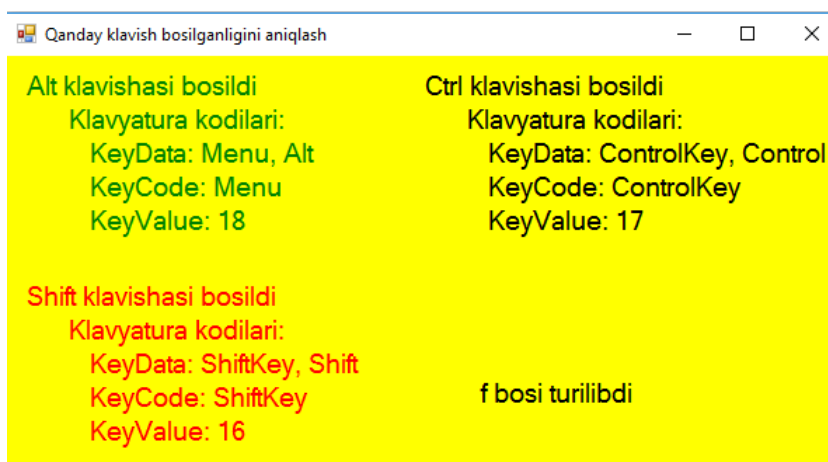 Qanday klavish bosilganligini aniqlash
Alt klavishasi bosildi
Klavyatura kodilari:
KeyData: Menu, Alt
KeyCode: Menu
KeyValue: 18
Ctrl klavishasi bosildi
Klavyatura kodilari:
KeyData: ControlKey, Control
KeyCode: ControlKey
KeyValue: 17
Shift klavishasi bosildi
Klavyatura kodilari:
KeyData: ShiftKey, Shift
KeyCode: ShiftKey
KeyValue: 16
f bosi turilibdi